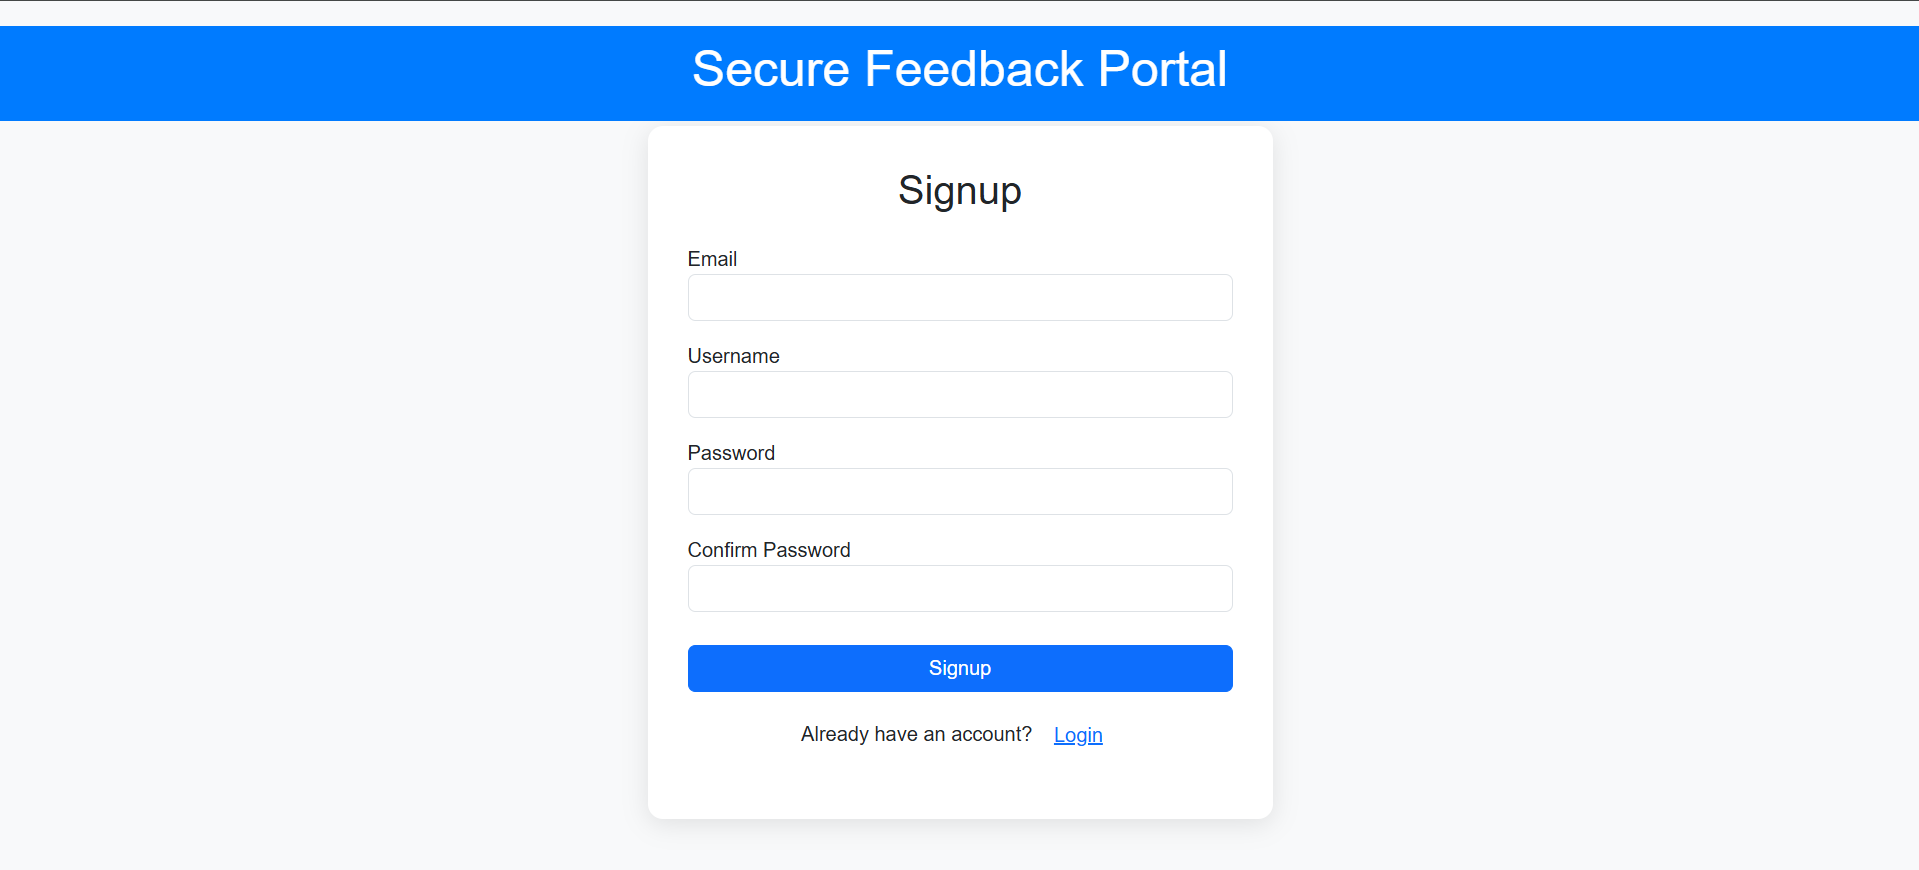 Secure Feedback Portal
Signup
Email
Username
Password
Confirm Password
Signup
Already have an account? Login